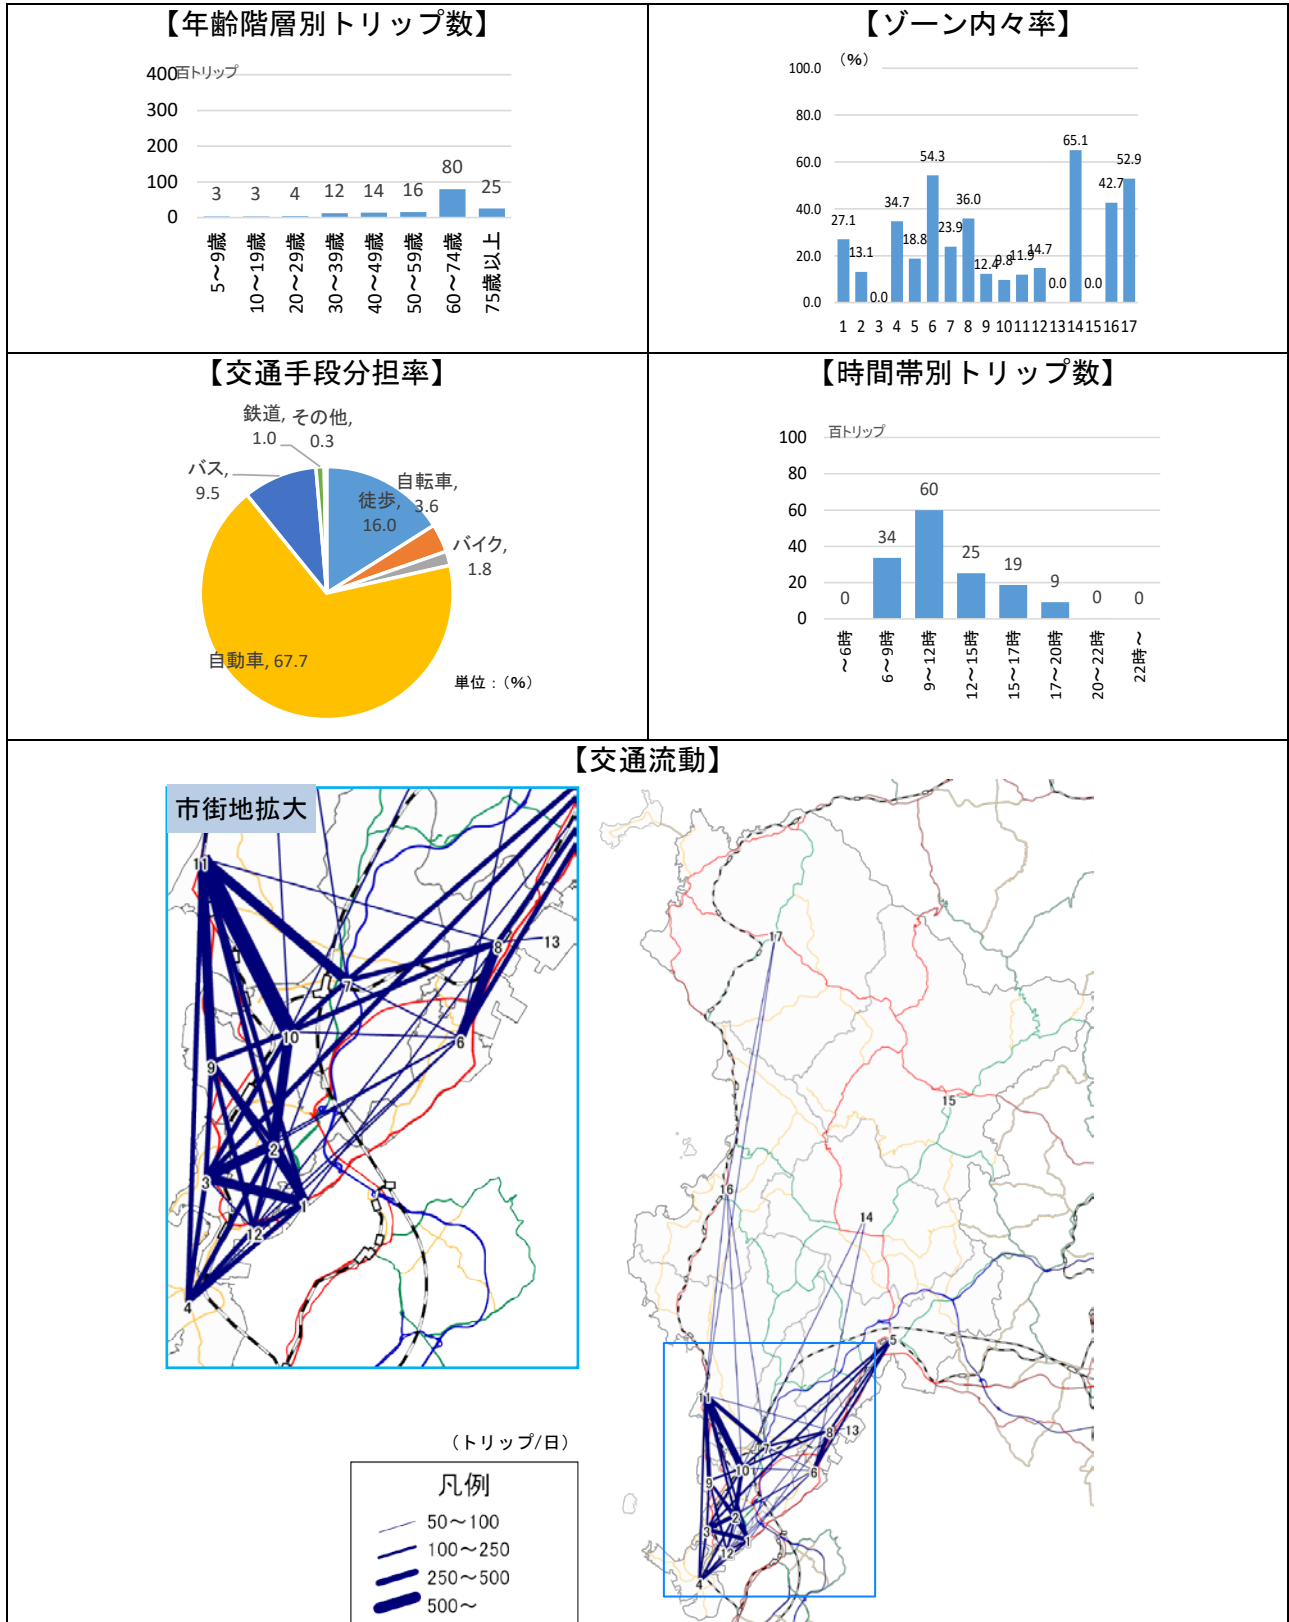 【年齢階層別トリップ数】
百トリップ
400
300
200
100
0
3
3
4
12
14
16
80
25
5～9歳
10～19歳
20～29歳
30～39歳
40～49歳
50～59歳
60～74歳
75歳以上
【ゾーン内々率】
（%）
100.0
80.0
60.0
40.0
20.0
0.0
27.1
13.1
0.0
34.7
18.8
54.3
23.9
36.0
12.4
9.8
11.9
14.7
0.0
65.1
0.0
42.7
52.9
1 2 3 4 5 6 7 8 9 10 11 12 13 14 15 16 17
【交通手段分担率】
鉄道,
1.0
その他,
0.3
バス,
9.5
自転車,
3.6
徒歩,
16.0
バイク,
1.8
自動車, 67.7
単位：（%）
【時間帯別トリップ数】
百トリップ
100
80
60
40
20
0
0
34
60
25
19
9
0
0
～6時
6～9時
9～12時
12～15時
15～17時
17～20時
20～22時
22時～
【交通流動】
市街地拡大
11
8
13
7
10
6
9
2
3
1
12
4
17
15
16
14
5
11
8
13
7
10
6
9
2
3
1
12
4
（トリップ/日）
凡例
50～100
100～250
250～500
500～